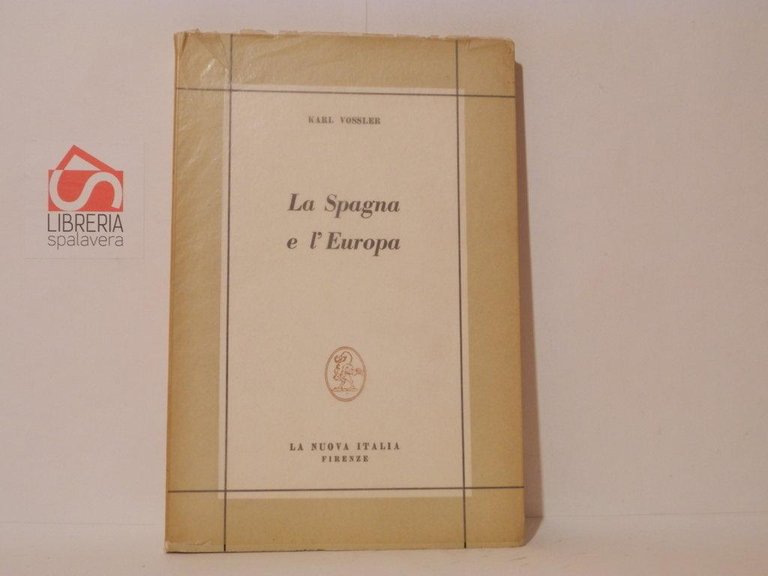 LIBRERIA
spalavera
KARL VOSSLER
La Spagna
e l'Europa
LA NUOVA ITALIA
FIRENZE